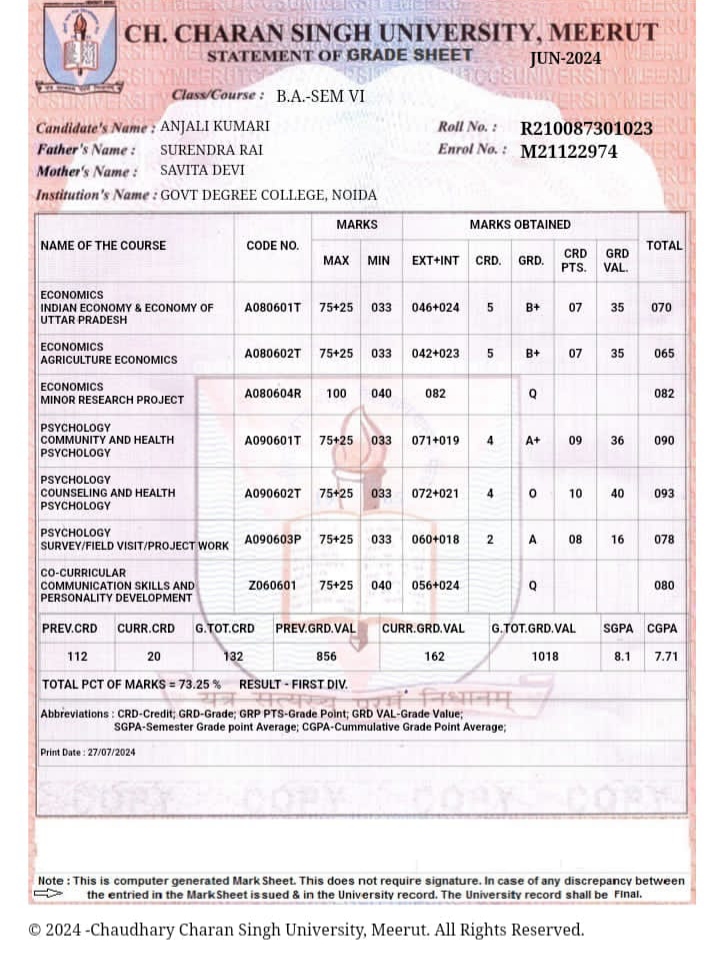 CH. CHARAN SINGH UNIVERSITY, MEERUT
STATEMENT OF GRADE SHEET
JUN-2024
Class/Course : B.A.-SEM VI
Candidate's Name : ANJALI KUMARI Roll No. : R210087301023
Father's Name : SURENDRA RAI Enrol No. : M21122974
Mother's Name : SAVITA DEVI
Institution's Name : GOVT DEGREE COLLEGE, NOIDA
NAME OF THE COURSE CODE NO. MARKS MARKS OBTAINED TOTAL
MAX MIN EXT+INT CRD. GRD. CRD PTS. GRD VAL.
ECONOMICS
INDIAN ECONOMY & ECONOMY OF
UTTAR PRADESH
A080601T 75+25 033 046+024 5 B+ 07 35 070
ECONOMICS
AGRICULTURE ECONOMICS
A080602T 75+25 033 042+023 5 B+ 07 35 065
ECONOMICS
MINOR RESEARCH PROJECT
A080604R 100 040 082 Q 082
PSYCHOLOGY
COMMUNITY AND HEALTH
PSYCHOLOGY
A090601T 75+25 033 071+019 4 A+ 09 36 090
PSYCHOLOGY
COUNSELING AND HEALTH
PSYCHOLOGY
A090602T 75+25 033 072+021 4 O 10 40 093
PSYCHOLOGY
SURVEY/FIELD VISIT/PROJECT WORK
A090603P 75+25 033 060+018 2 A 08 16 078
CO-CURRICULAR
COMMUNICATION SKILLS AND
PERSONALITY DEVELOPMENT
Z060601 75+25 040 056+024 Q 080
PREV.CRD CURR.CRD G.TOT.CRD PREV.GRD.VAL CURR.GRD.VAL G.TOT.GRD.VAL SGPA CGPA
112 20 132 856 162 1018 8.1 7.71
TOTAL PCT OF MARKS = 73.25 % RESULT - FIRST DIV.
यत्र सत्यस्य परमं निधानम्
Abbreviations : CRD-Credit; GRD-Grade; GRP PTS-Grade Point; GRD VAL-Grade Value;
SGPA-Semester Grade point Average; CGPA-Cummulative Grade Point Average;
Print Date : 27/07/2024
Note : This is computer generated Mark Sheet. This does not require signature. In case of any discrepancy between
the entried in the MarkSheet issued & in the University record. The University record shall be Final.
© 2024 -Chaudhary Charan Singh University, Meerut. All Rights Reserved.